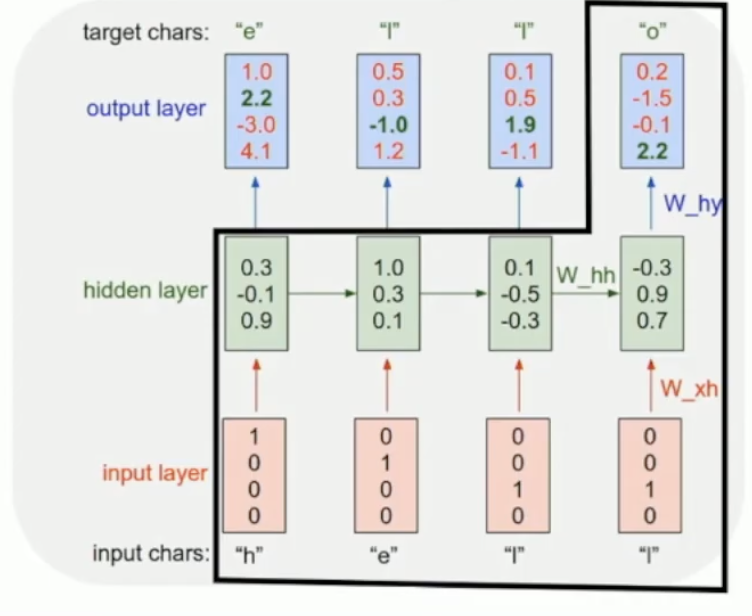 target chars: "e" "l" "l" "o"
output layer
1.0 0.5 0.1 0.2
2.2 0.3 0.5 -1.5
-3.0 -1.0 1.9 -0.1
4.1 1.2 -1.1 2.2
W_hy
hidden layer
0.3 1.0 0.1 -0.3
-0.1 0.3 -0.5 0.9
0.9 0.1 -0.3 0.7
W_hh
W_xh
input layer
1 0 0 0
0 1 0 0
0 0 1 1
0 0 0 0
input chars: "h" "e" "l" "l"